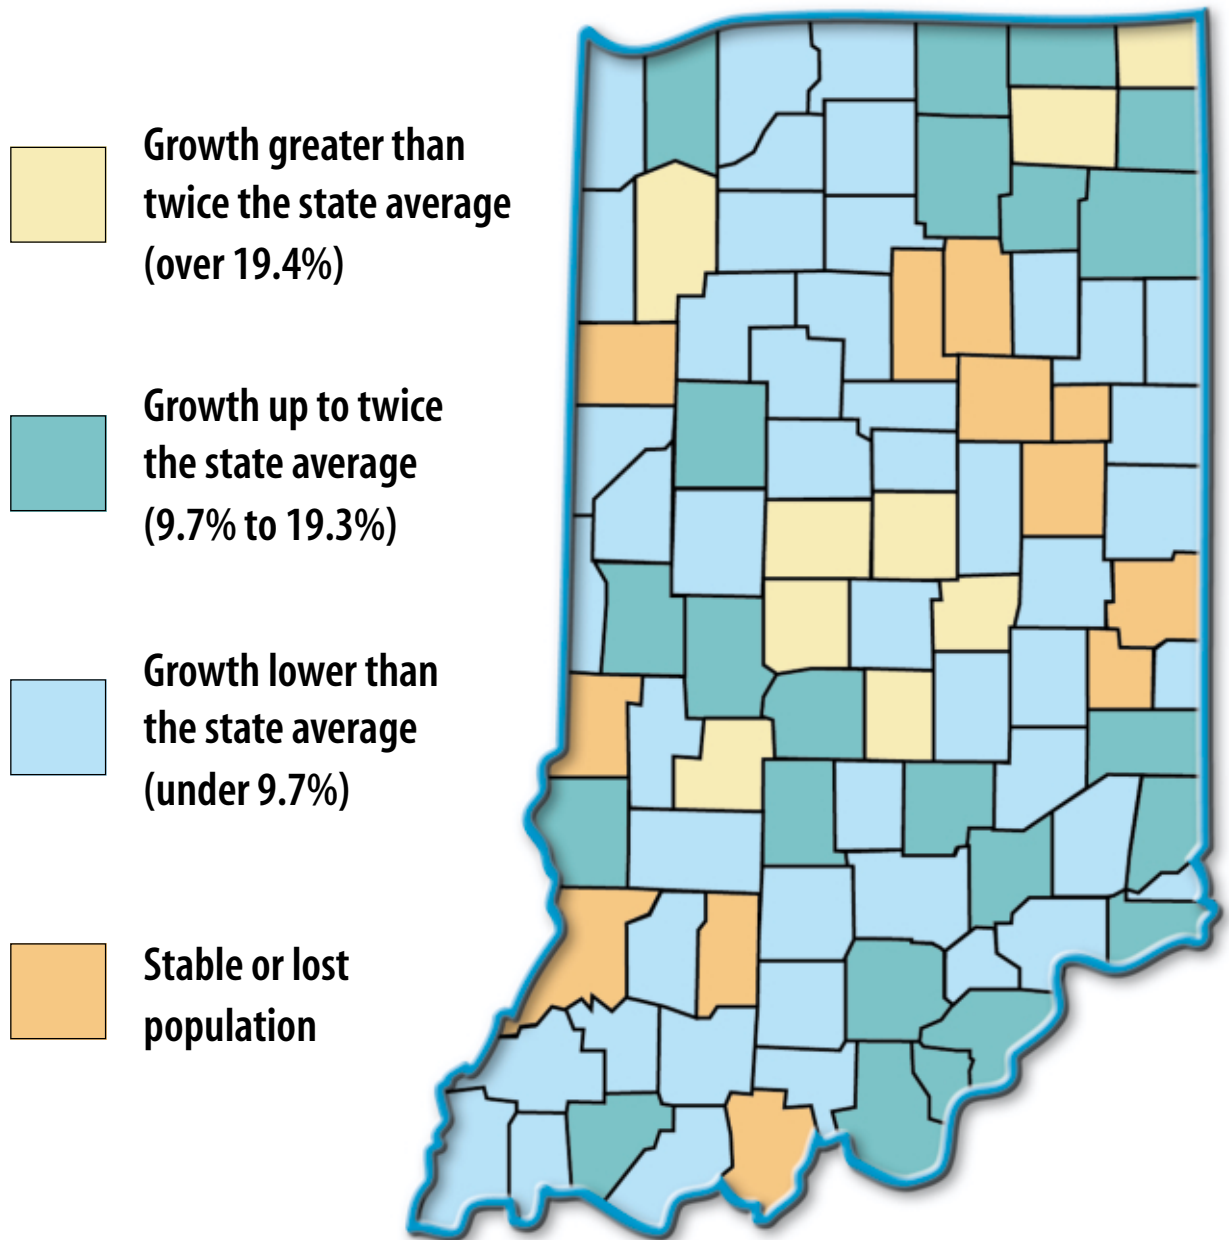 Growth greater than
twice the state average
(over 19.4%)
Growth up to twice
the state average
(9.7% to 19.3%)
Growth lower than
the state average
(under 9.7%)
Stable or lost
population